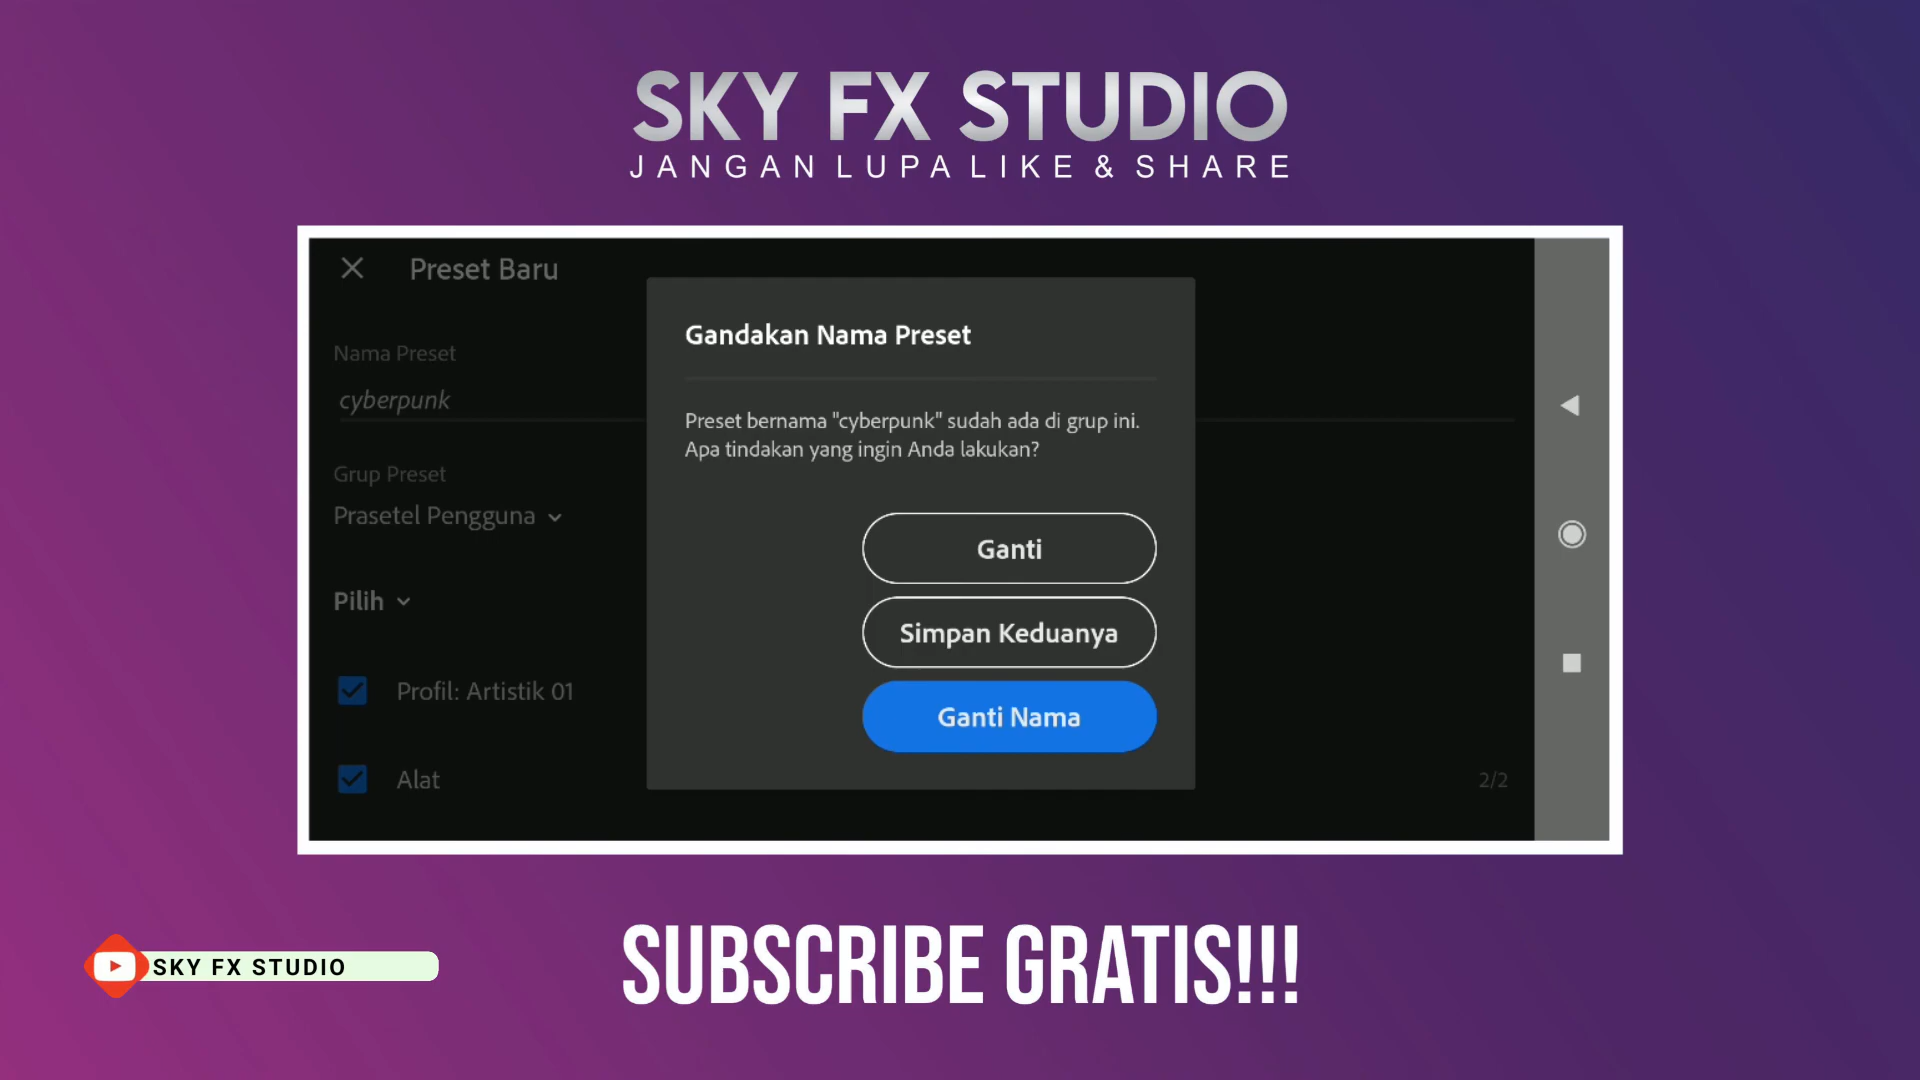 SKY FX STUDIO
JANGAN LUPA LIKE & SHARE
Preset Baru
Nama Preset
cyberpunk
Grup Preset
Prasetel Pengguna
Pilih
Profil: Artistik 01
Alat
2/2
Gandakan Nama Preset
Preset bernama "cyberpunk" sudah ada di grup ini.
Apa tindakan yang ingin Anda lakukan?
Ganti
Simpan Keduanya
Ganti Nama
SKY FX STUDIO
SUBSCRIBE GRATIS!!!